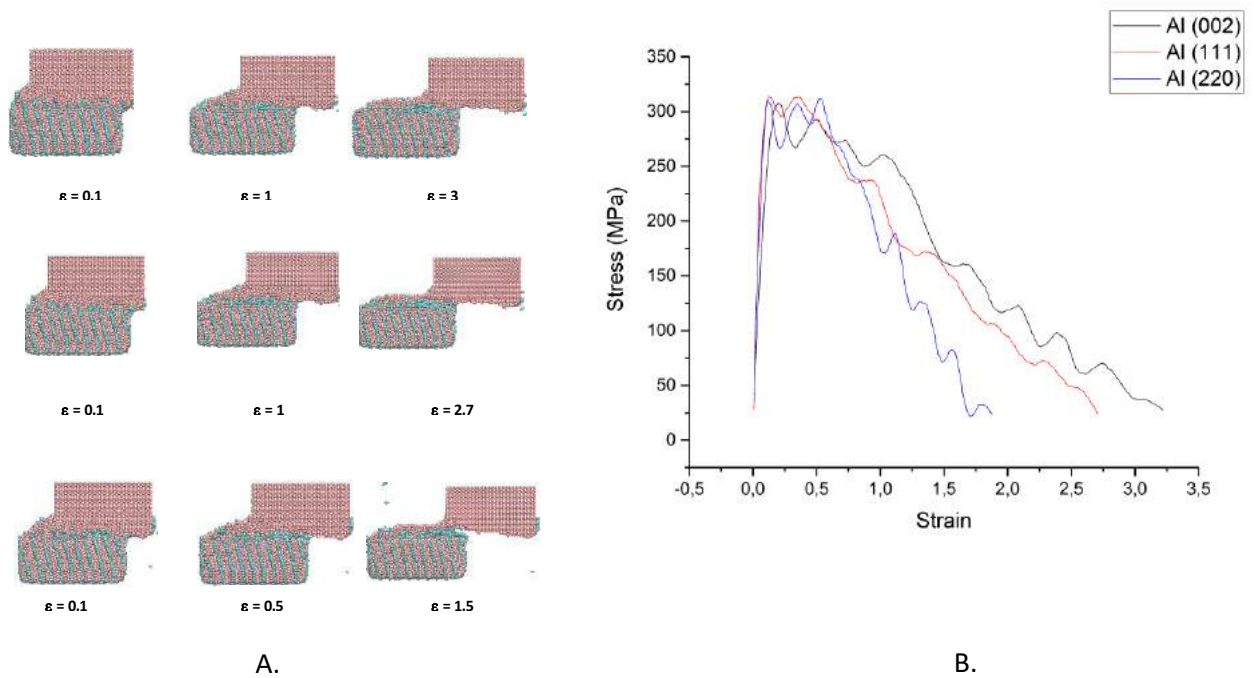 ε = 0.1
ε = 1
ε = 3
ε = 0.1
ε = 1
ε = 2.7
ε = 0.1
ε = 0.5
ε = 1.5
A.
Al (002)
Al (111)
Al (220)
350
300
250
200
150
100
50
0
Stress (MPa)
-0,5
0,0
0,5
1,0
1,5
2,0
2,5
3,0
3,5
Strain
B.